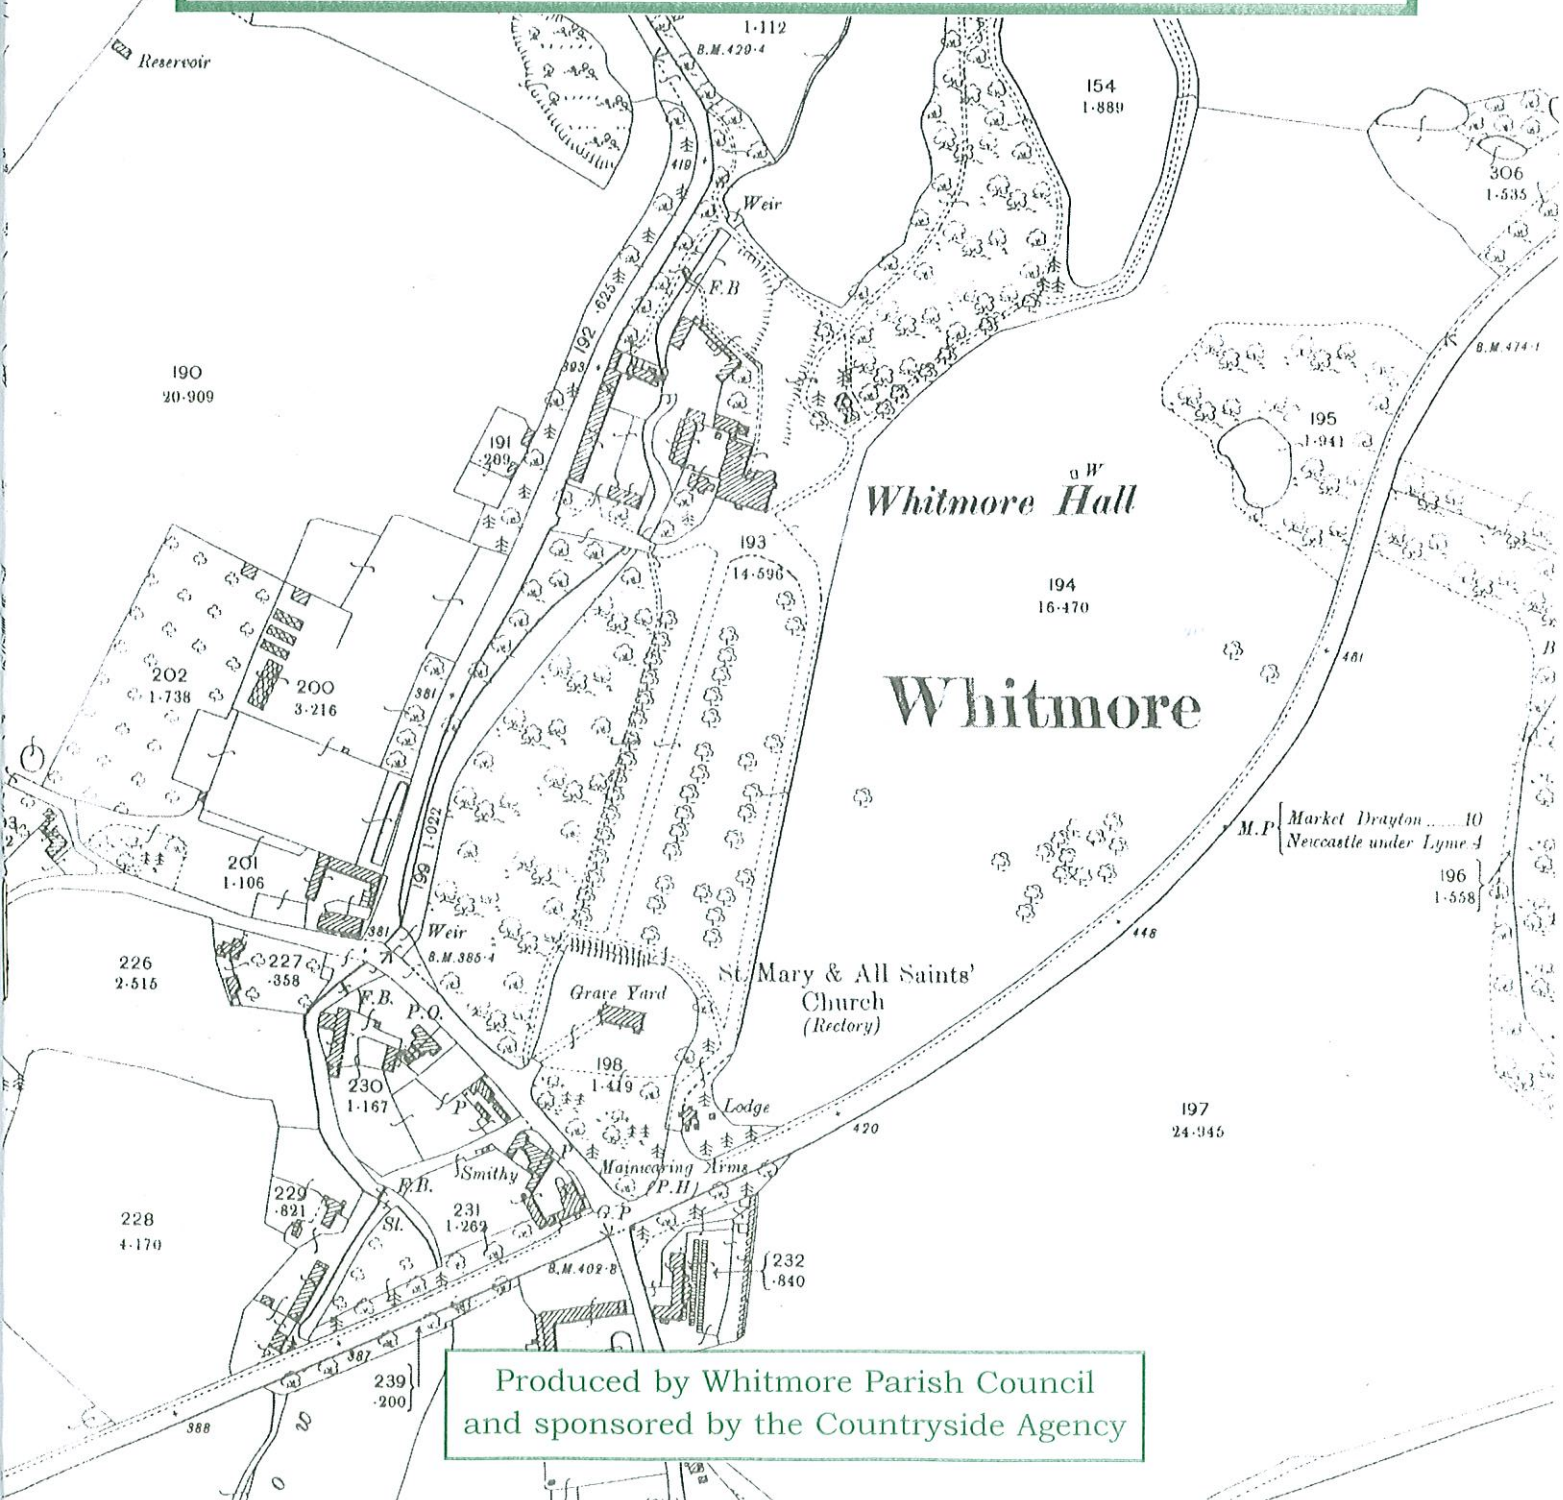 1·112
B.M.429·4
Reservoir
154
1·889
419
306
1·535
Weir
F.B
·625
192
393
B.M.474·1
190
20·909
191
·209
195
1·941
W
Whitmore Hall
193
14·596
194
16·470
202
1·738
200
3·216
381
481
Whitmore
B
199 1·022
M.P
Market Drayton......10
Newcastle under Lyme.4
201
1·106
196
1·558
381
Weir
B.M.385·4
448
226
2·515
227
·358
St. Mary & All Saints'
Church
(Rectory)
Grave Yard
F.B.
P.O.
198
1·419
230
1·167
P
Lodge
420
197
24·945
P
Smithy
Mainwaring Arms
(P.H)
F.B.
229
·821
231
1·262
G.P
Sl.
228
4·170
B.M.402·8
232
·840
387
239
·200
388
Produced by Whitmore Parish Council
and sponsored by the Countryside Agency